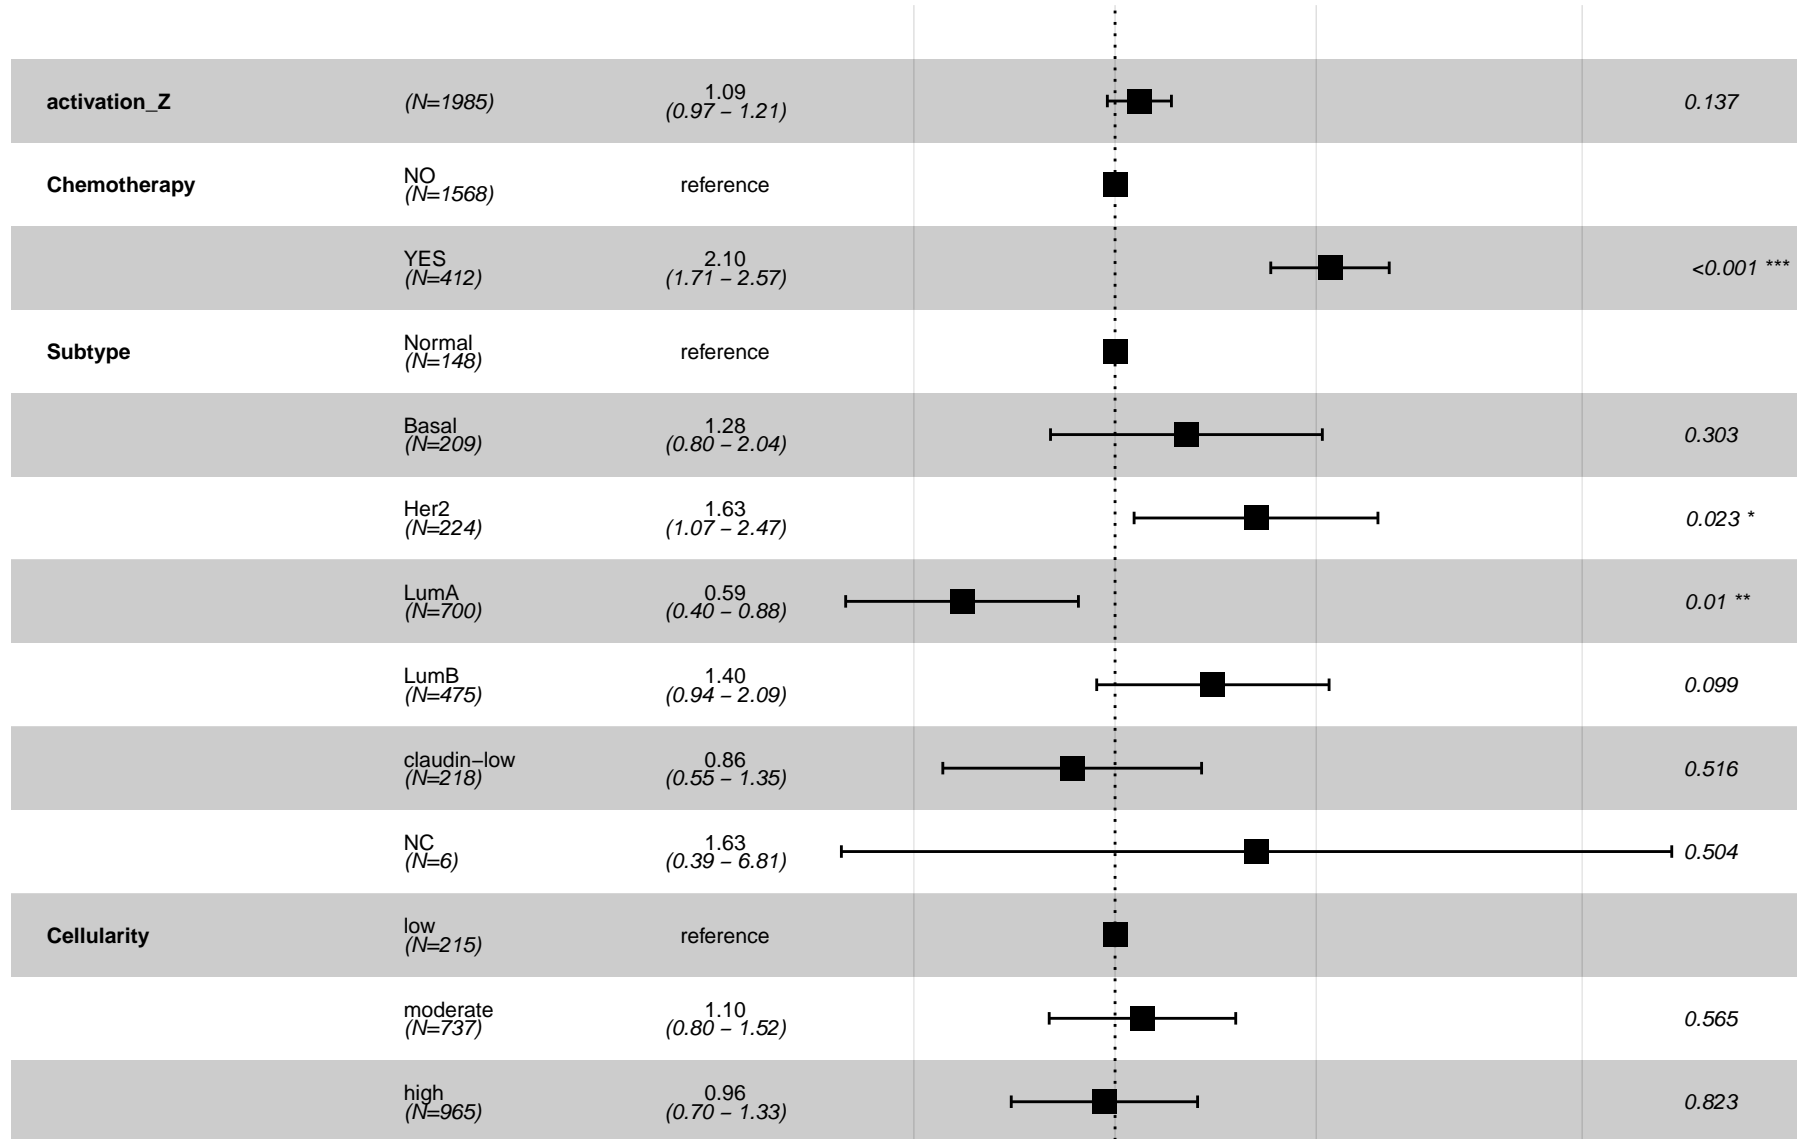 activation_Z (N=1985) 1.09 0.137
(0.97 – 1.21)
Chemotherapy NO reference
(N=1568)
YES 2.10 <0.001 ***
(N=412) (1.71 – 2.57)
Subtype Normal reference
(N=148)
Basal 1.28 0.303
(N=209) (0.80 – 2.04)
Her2 1.63 0.023 *
(N=224) (1.07 – 2.47)
LumA 0.59 0.01 **
(N=700) (0.40 – 0.88)
LumB 1.40 0.099
(N=475) (0.94 – 2.09)
claudin−low 0.86 0.516
(N=218) (0.55 – 1.35)
NC 1.63 0.504
(N=6) (0.39 – 6.81)
Cellularity low reference
(N=215)
moderate 1.10 0.565
(N=737) (0.80 – 1.52)
high 0.96 0.823
(N=965) (0.70 – 1.33)